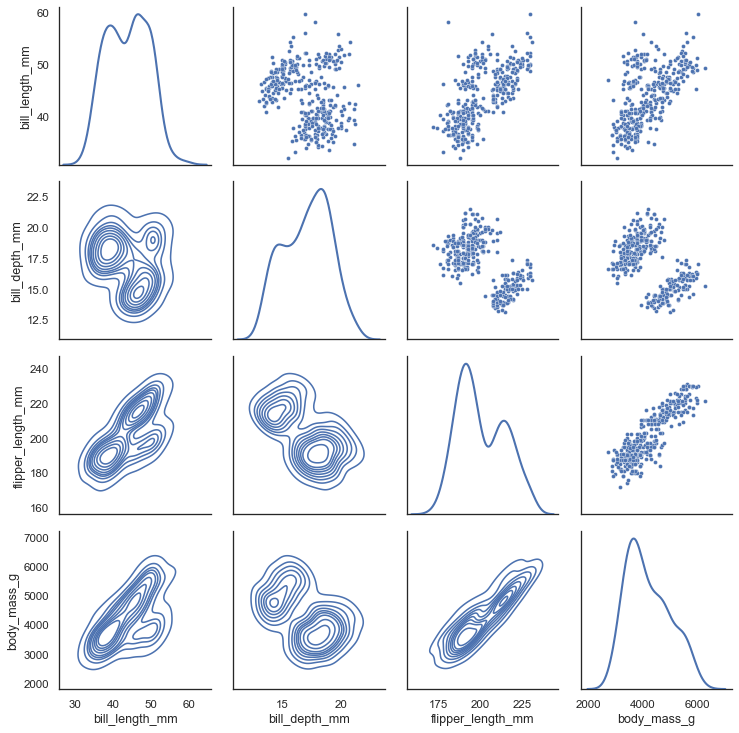 60
50
40
bill_length_mm
22.5
20.0
17.5
15.0
12.5
bill_depth_mm
240
220
200
180
160
flipper_length_mm
7000
6000
5000
4000
3000
2000
body_mass_g
30 40 50 60
bill_length_mm
15 20
bill_depth_mm
175 200 225
flipper_length_mm
2000 4000 6000
body_mass_g